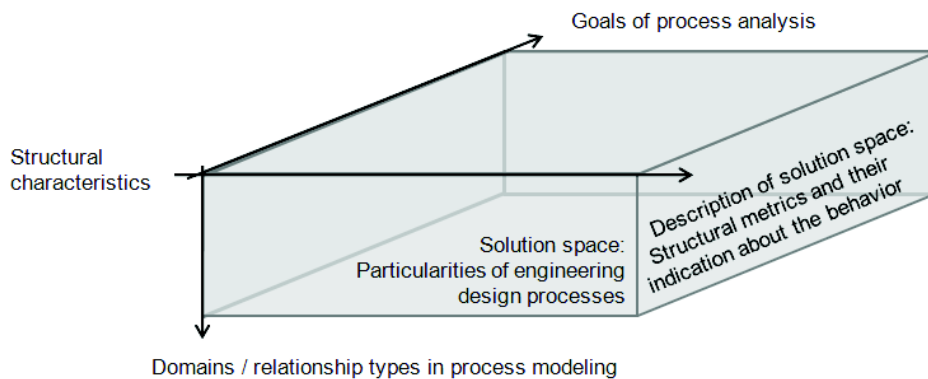 Goals of process analysis
Structural
characteristics
Description of solution space:
Structural metrics and their
indication about the behavior
Solution space:
Particularities of engineering
design processes
Domains / relationship types in process modeling